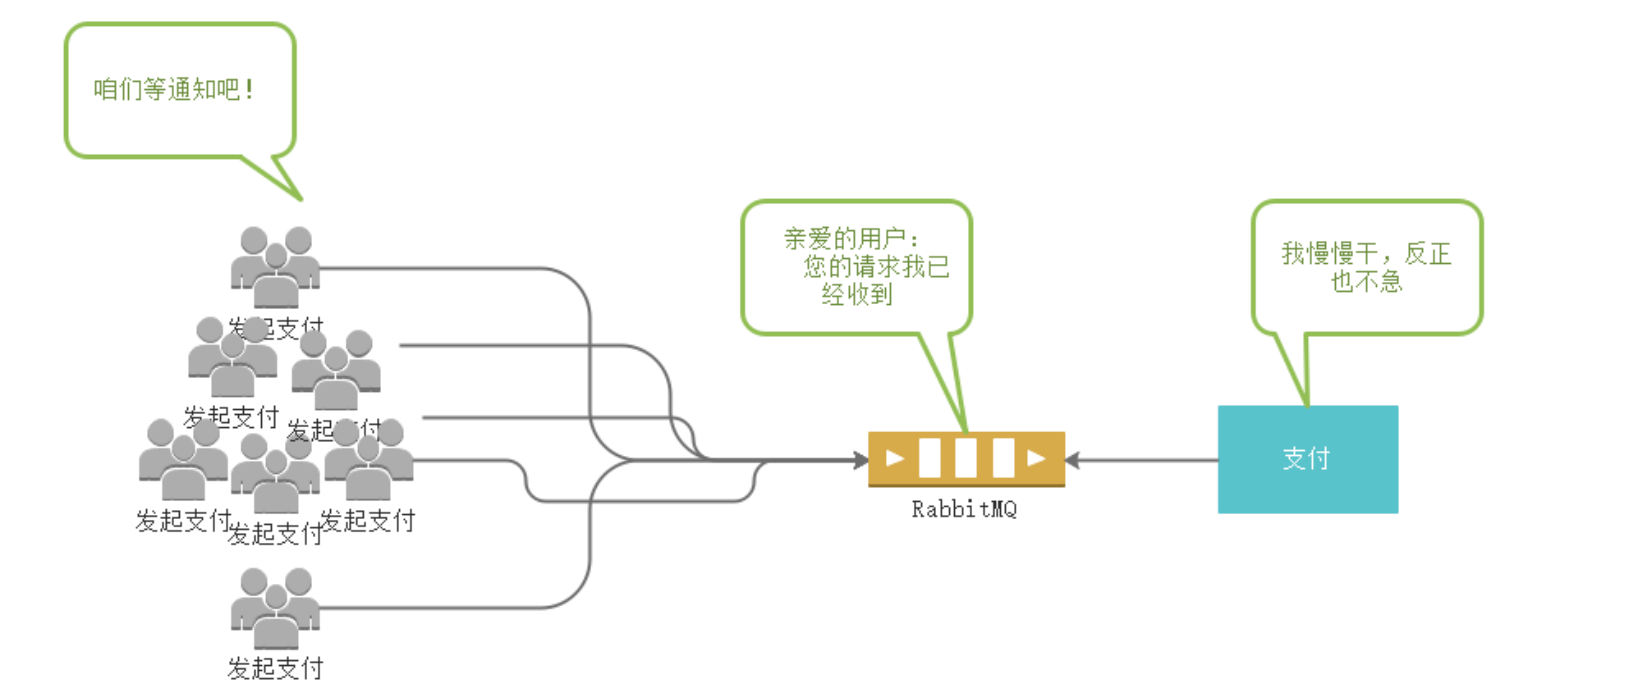 咱们等通知吧!
亲爱的用户:
您的请求我已
经收到
我慢慢干，反正
也不急
发起支付
发起支付
发起支付
发起支付
发起支付
发起支付
发起支付
RabbitMQ
支付